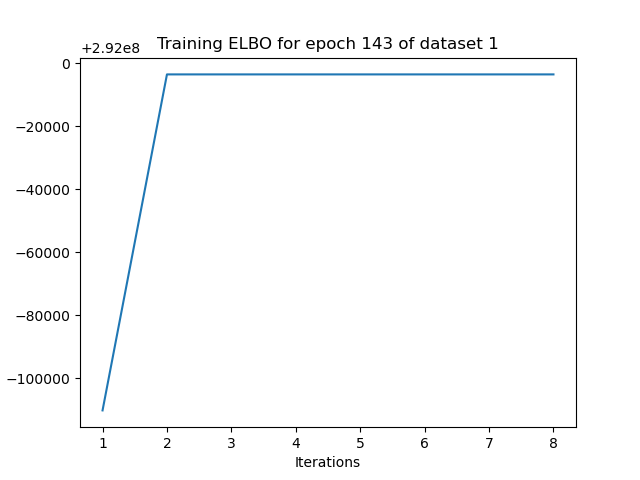 Training ELBO for epoch 143 of dataset 1
+2.92e8
0
−20000
−40000
−60000
−80000
−100000
1 2 3 4 5 6 7 8
Iterations